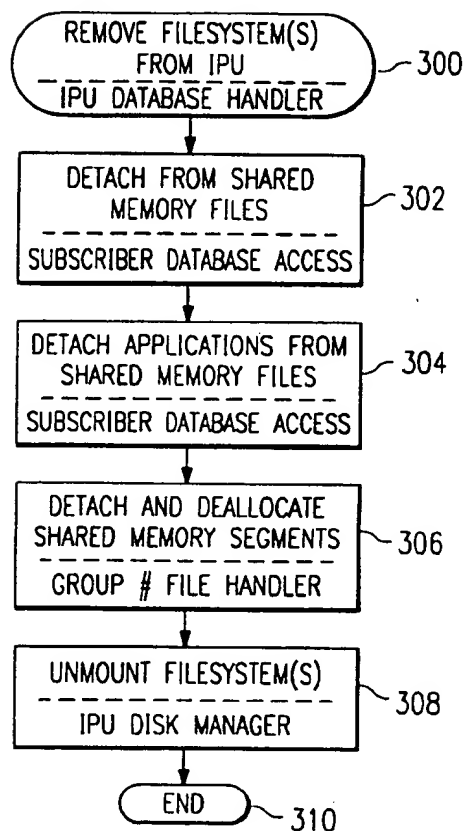 REMOVE FILESYSTEM(S)
FROM IPU
IPU DATABASE HANDLER
300
DETACH FROM SHARED
MEMORY FILES
SUBSCRIBER DATABASE ACCESS
302
DETACH APPLICATIONS FROM
SHARED MEMORY FILES
SUBSCRIBER DATABASE ACCESS
304
DETACH AND DEALLOCATE
SHARED MEMORY SEGMENTS
GROUP # FILE HANDLER
306
UNMOUNT FILESYSTEM(S)
IPU DISK MANAGER
308
END
310